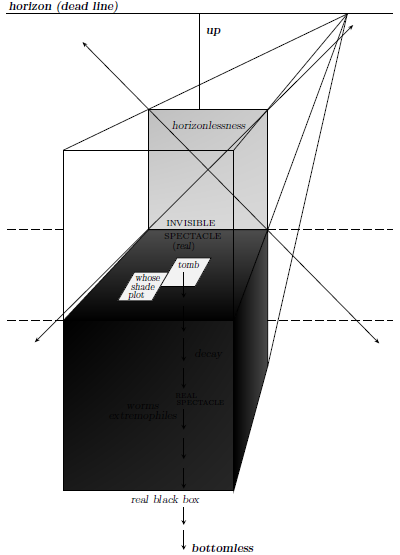 horizon (dead line)
up
horizonlessness
INVISIBLE
SPECTACLE
(real)
tomb
whose
shade
plot
decay
REAL
SPECTACLE
worms
extremophiles
real black box
bottomless